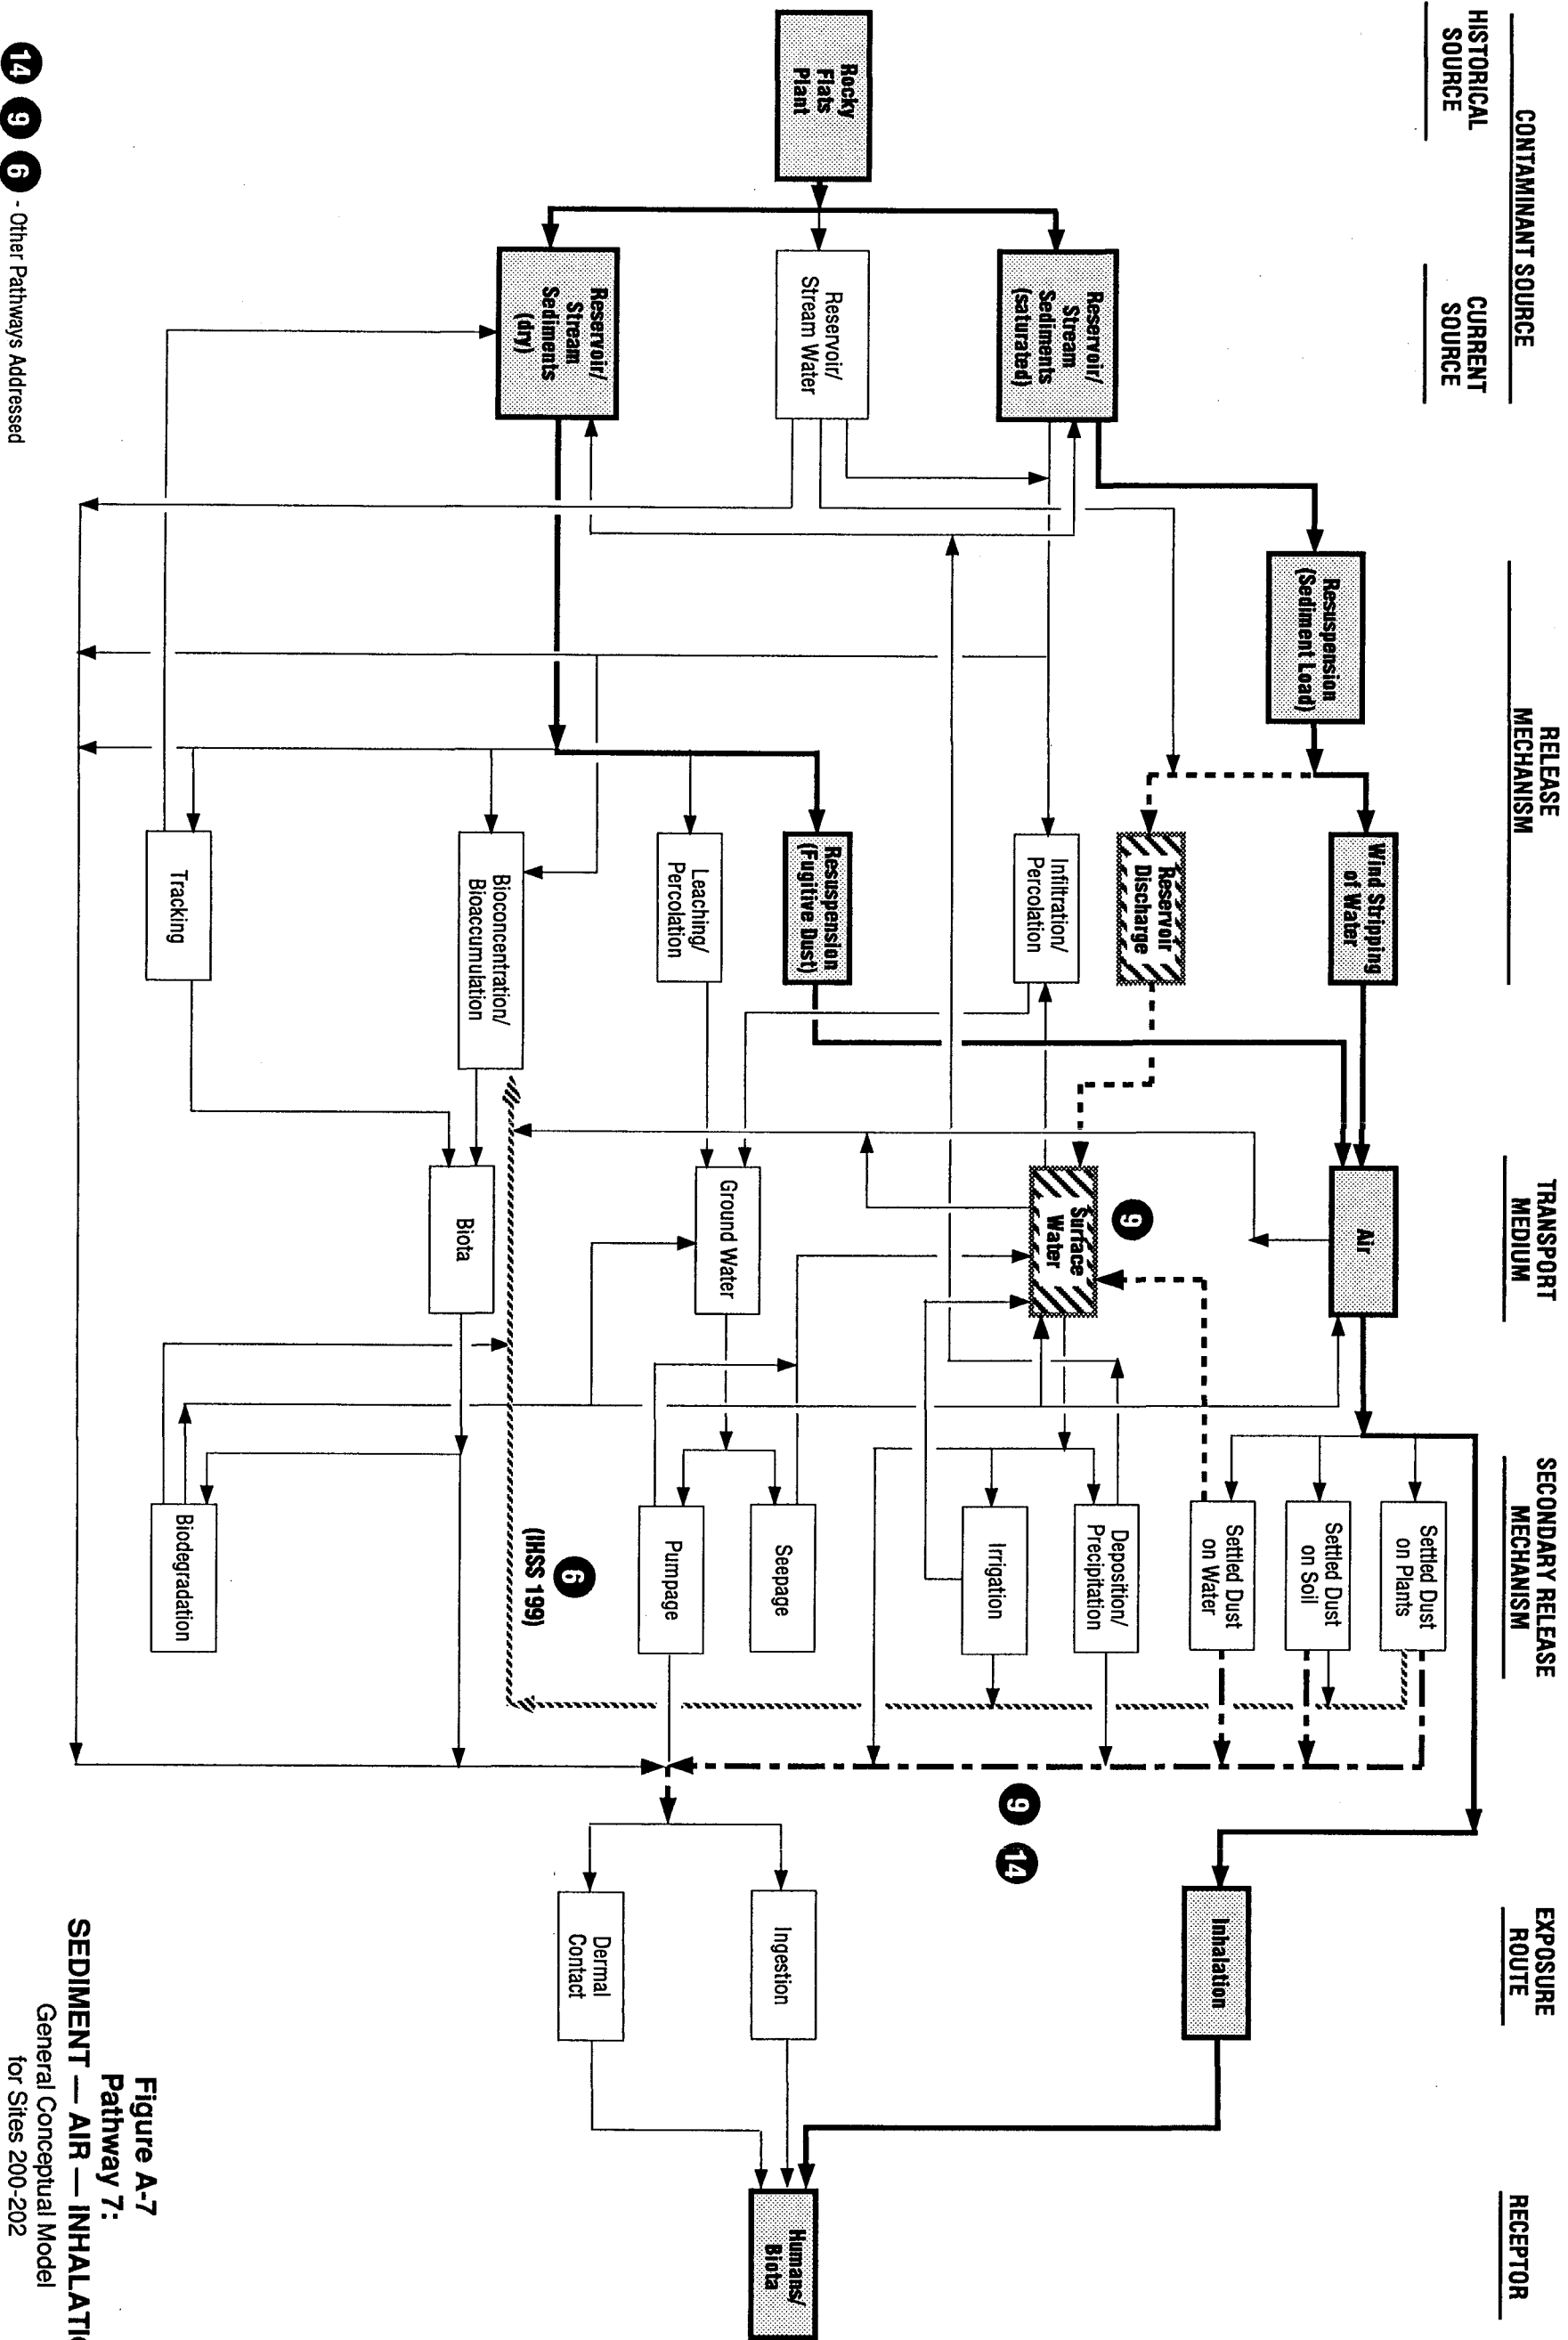 CONTAMINANT SOURCE
HISTORICAL
SOURCE
CURRENT
SOURCE
RELEASE
MECHANISM
TRANSPORT
MEDIUM
SECONDARY RELEASE
MECHANISM
EXPOSURE
ROUTE
RECEPTOR
Rocky
Flats
Plant
Reservoir/
Stream
Sediments
(saturated)
Reservoir/
Stream Water
Reservoir/
Stream
Sediments
(dry)
Resuspension
(Sediment Load)
Wind Stripping
of Water
Reservoir
Discharge
Infiltration/
Percolation
Resuspension
(Fugitive Dust)
Leaching/
Percolation
Bioconcentration/
Bioaccumulation
Tracking
Air
9
Surface
Water
Ground Water
Biota
Settled Dust
on Plants
Settled Dust
on Soil
Settled Dust
on Water
Deposition/
Precipitation
Irrigation
Seepage
Pumpage
6
(IHSS 199)
Biodegradation
9 14
Inhalation
Ingestion
Dermal
Contact
Humans/
Biota
14 9 6 - Other Pathways Addressed
Figure A-7
Pathway 7:
SEDIMENT — AIR — INHALATIO
General Conceptual Model
for Sites 200-202